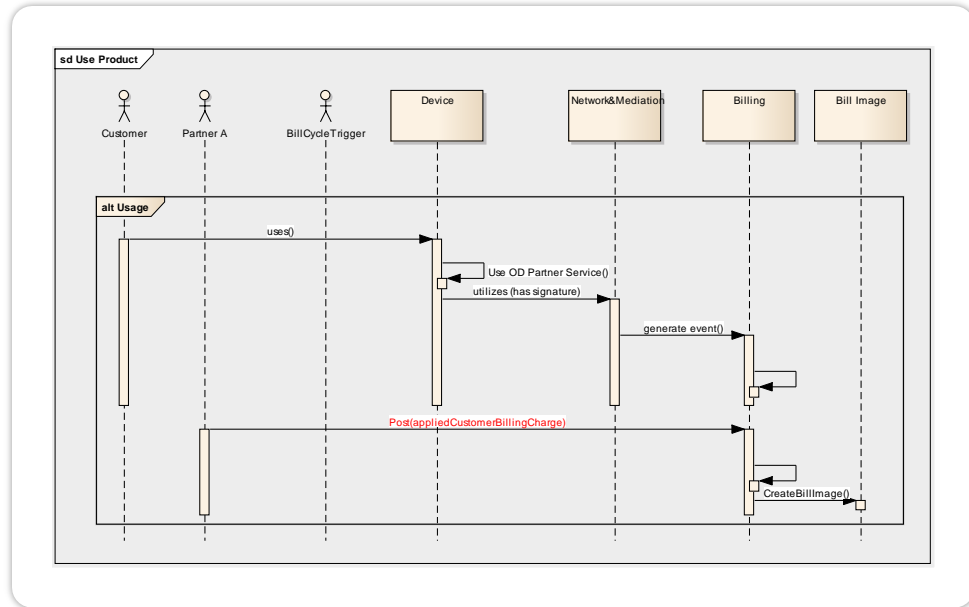 sd Use Product
Customer
Partner A
BillCycleTrigger
Device
Network&Mediation
Billing
Bill Image
alt Usage
uses()
Use OD Partner Service()
utilizes (has signature)
generate event()
Post(appliedCustomerBillingCharge)
CreateBillImage()